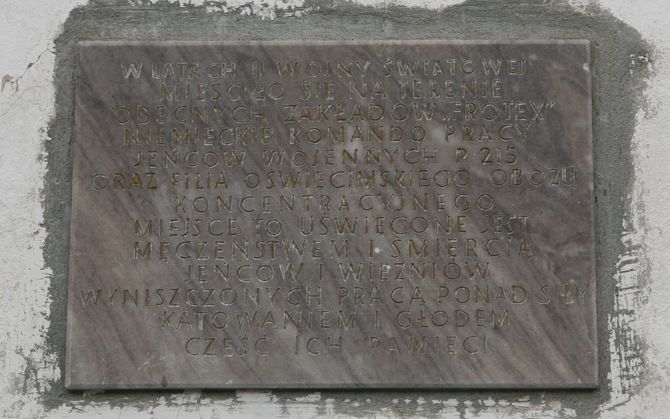 W LATACH II WOJNY ŚWIATOWEJ
MIEŚCIŁO SIĘ NA TERENIE
OBECNYCH ZAKŁADÓW „FROTEX"
NIEMIECKIE KOMANDO PRACY
JEŃCÓW WOJENNYCH R 215
ORAZ FILIA OŚWIĘCIMSKIEGO OBOZU
KONCENTRACYJNEGO
MIEJSCE TO UŚWIĘCONE JEST
MĘCZEŃSTWEM I ŚMIERCIĄ
JEŃCÓW I WIĘŹNIÓW
WYNISZCZONYCH PRACĄ PONAD SIŁY
KATOWANIEM I GŁODEM
CZEŚĆ ICH PAMIĘCI